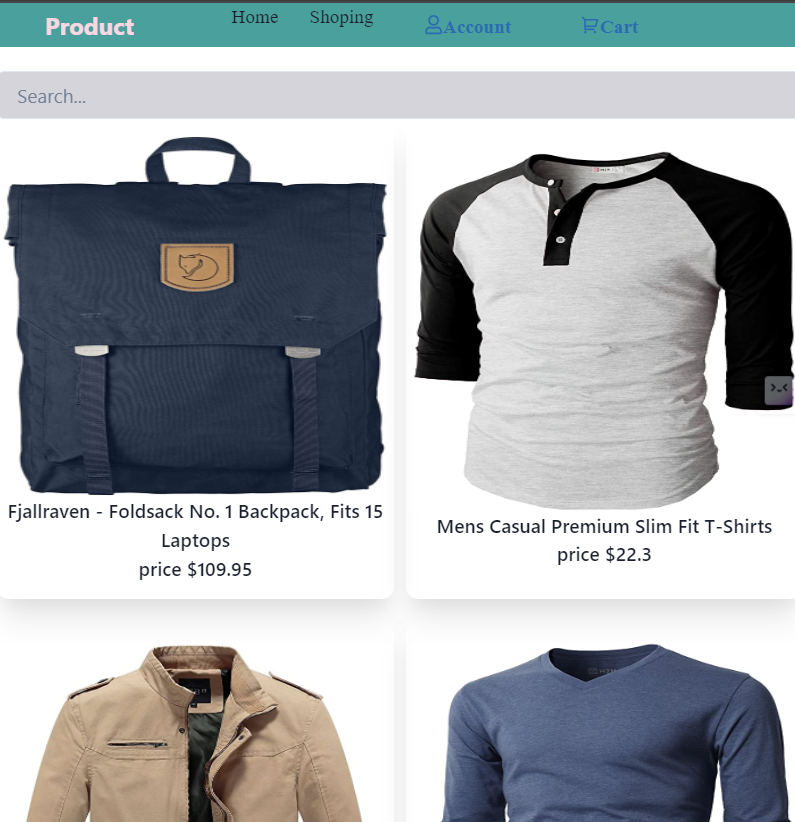 Product
Home
Shoping
Account
Cart
Search...
Fjallraven - Foldsack No. 1 Backpack, Fits 15
Laptops
price $109.95
Mens Casual Premium Slim Fit T-Shirts
price $22.3